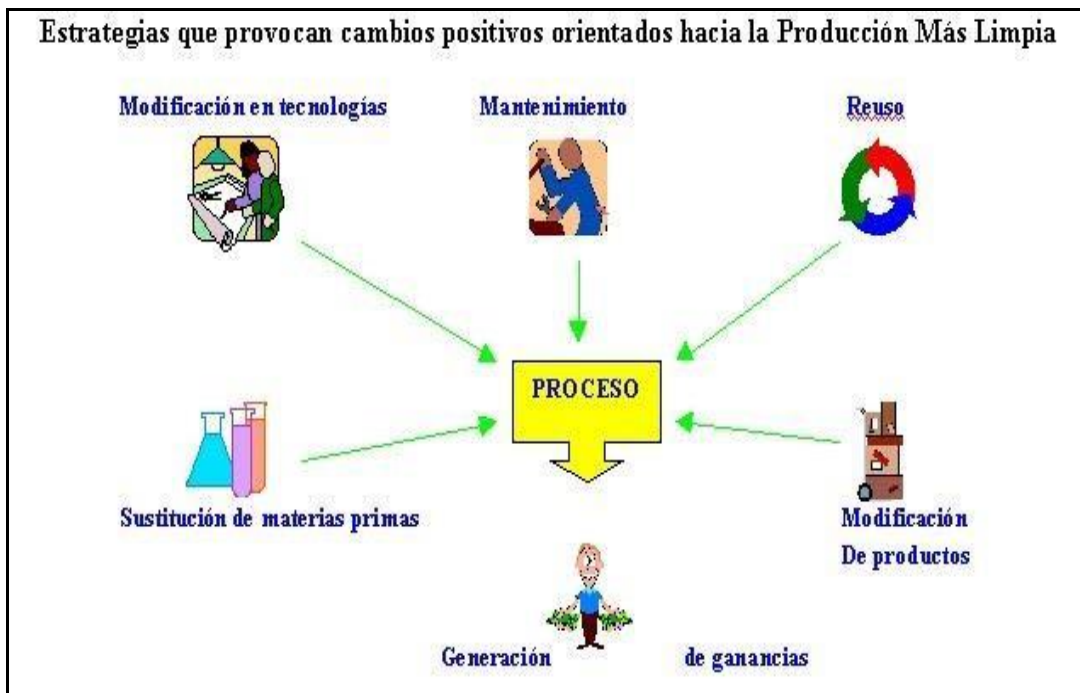 Estrategias que provocan cambios positivos orientados hacia la Producción Más Limpia
Modificación en tecnologías
Mantenimiento
Reuso
PROCESO
Sustitución de materias primas
Modificación
De productos
Generación de ganancias